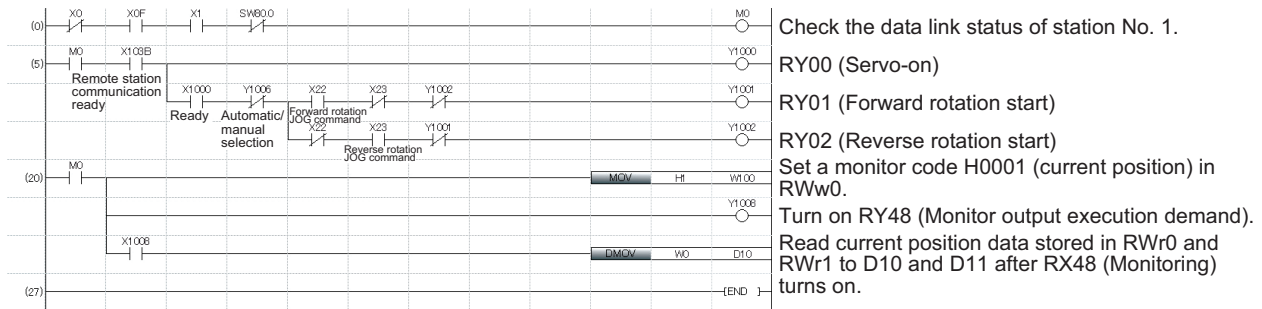 X0 X0F X1 SW80.0 M0
(0) Check the data link status of station No. 1.
M0 X103B Y1000
(5) RY00 (Servo-on)
Remote station
communication
ready
X1000 Y1006 X22 X23 Y1002 Y1001
Ready Automatic/
manual
selection
Forward rotation
JOG command
RY01 (Forward rotation start)
X22 X23 Y1001 Y1002
Reverse rotation
JOG command
RY02 (Reverse rotation start)
M0
(20) MOV H1 W100
Set a monitor code H0001 (current position) in
RWw0.
Y1008
Turn on RY48 (Monitor output execution demand).
X1008
DMOV W0 D10
Read current position data stored in RWr0 and
RWr1 to D10 and D11 after RX48 (Monitoring)
turns on.
(27) END